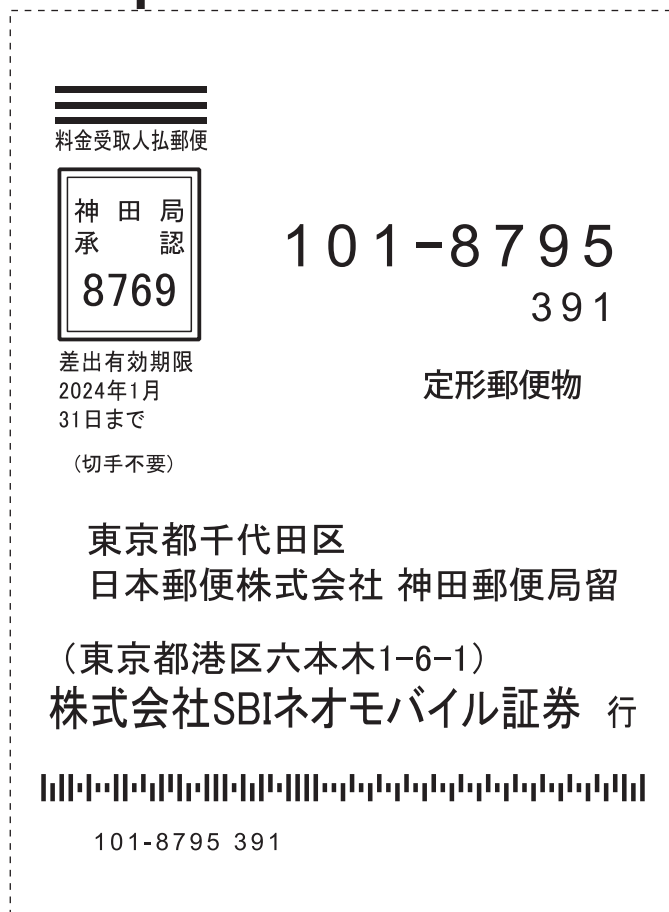 料金受取人払郵便
神田局
承認
8769
差出有効期限
2024年1月
31日まで
（切手不要）
101-8795
391
定形郵便物
東京都千代田区
日本郵便株式会社 神田郵便局留
（東京都港区六本木1-6-1）
株式会社SBIネオモバイル証券 行
101-8795 391